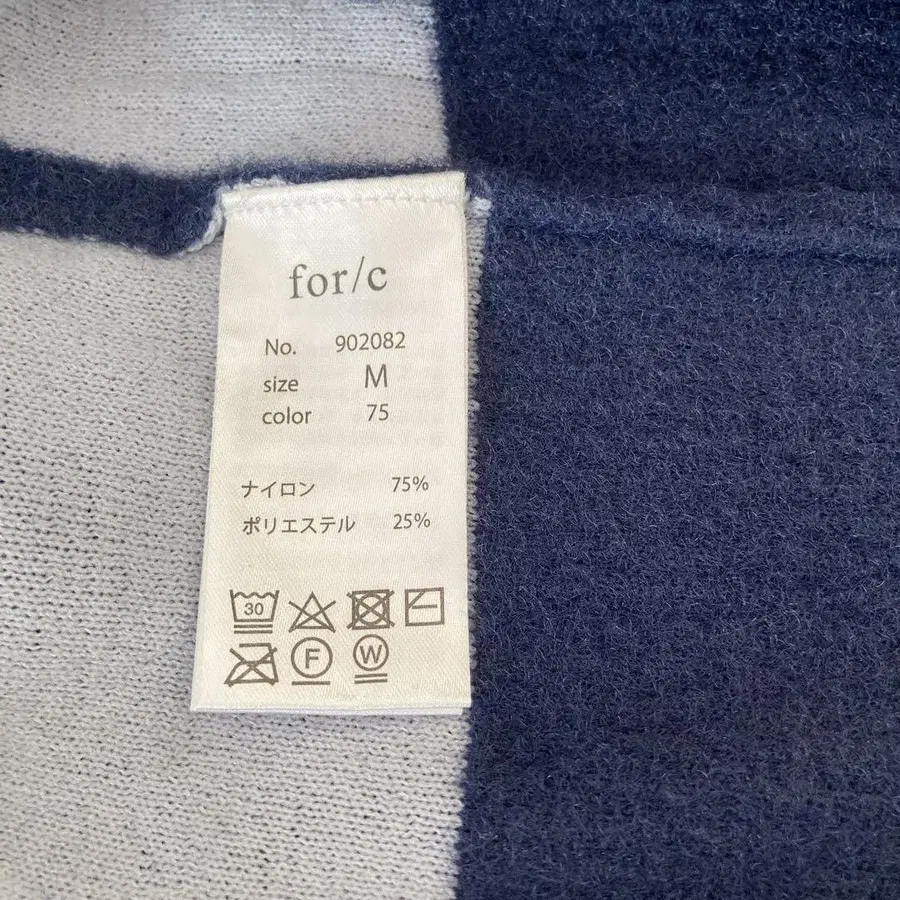 for/c
No. 902082
size M
color 75
ナイロン 75%
ポリエステル 25%
30
F W